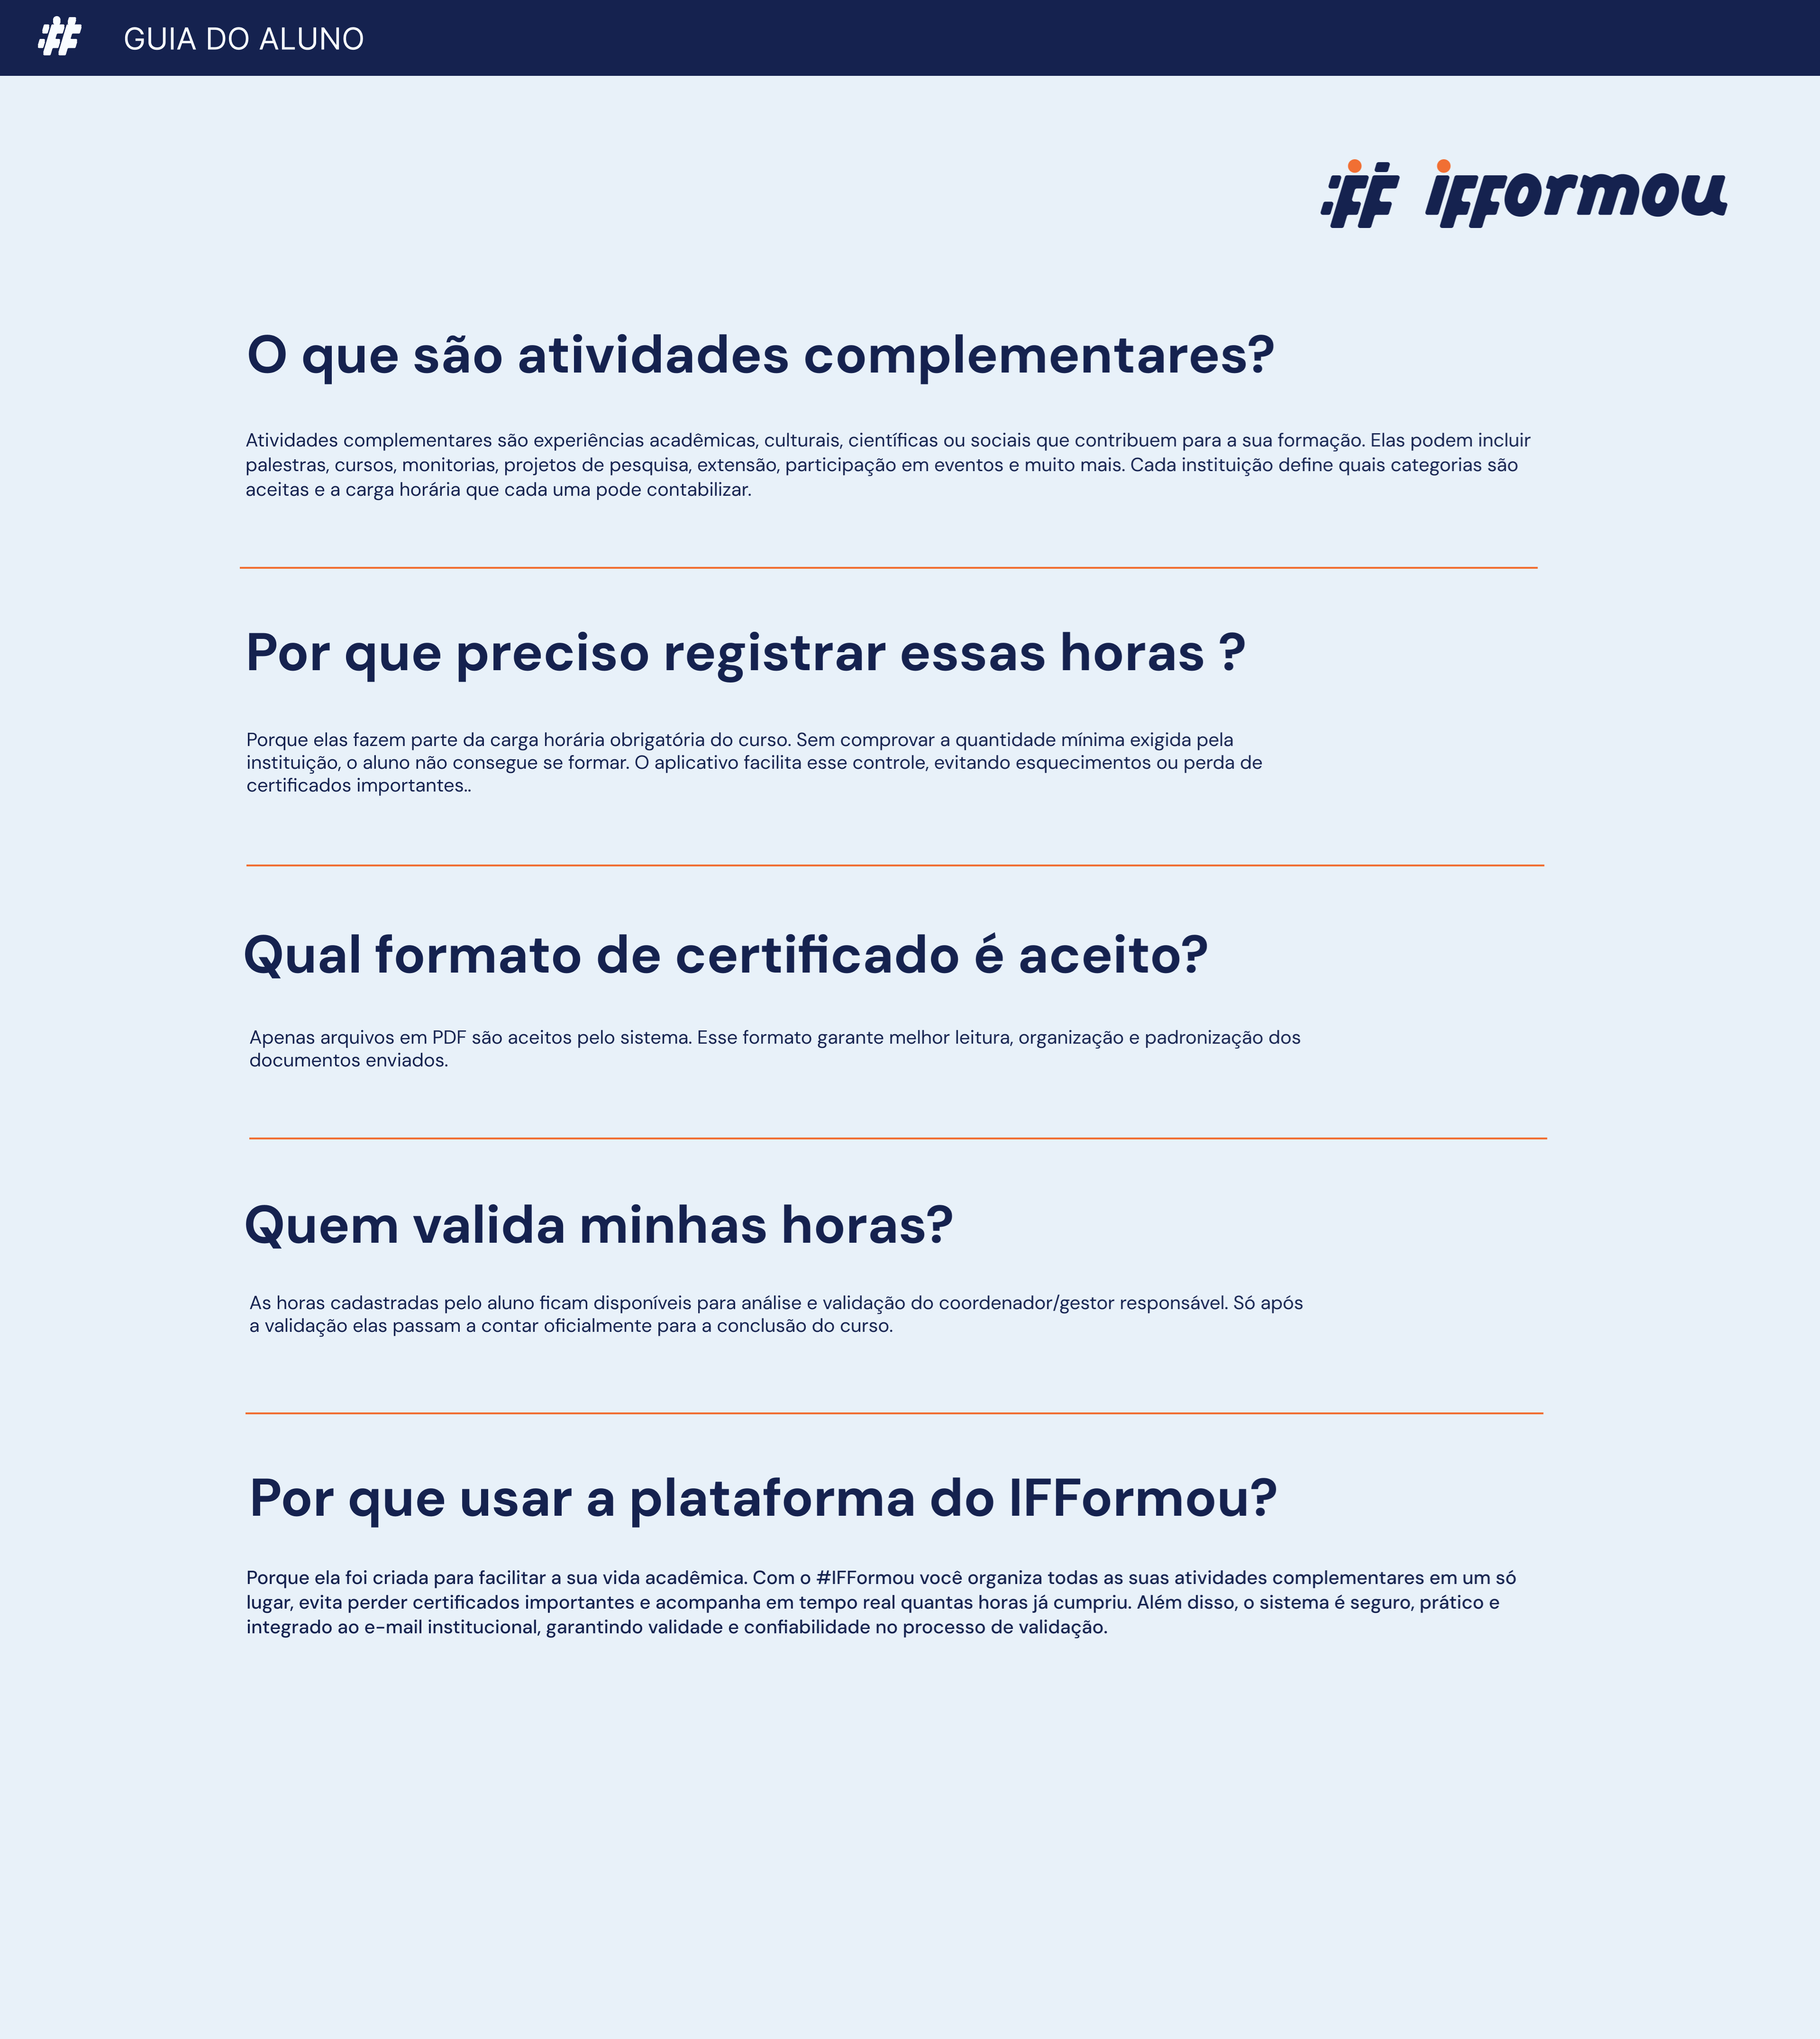 # GUIA DO ALUNO
iff ifformou
O que são atividades complementares?
Atividades complementares são experiências acadêmicas, culturais, científicas ou sociais que contribuem para a sua formação. Elas podem incluir
palestras, cursos, monitorias, projetos de pesquisa, extensão, participação em eventos e muito mais. Cada instituição define quais categorias são
aceitas e a carga horária que cada uma pode contabilizar.
Por que preciso registrar essas horas ?
Porque elas fazem parte da carga horária obrigatória do curso. Sem comprovar a quantidade mínima exigida pela
instituição, o aluno não consegue se formar. O aplicativo facilita esse controle, evitando esquecimentos ou perda de
certificados importantes..
Qual formato de certificado é aceito?
Apenas arquivos em PDF são aceitos pelo sistema. Esse formato garante melhor leitura, organização e padronização dos
documentos enviados.
Quem valida minhas horas?
As horas cadastradas pelo aluno ficam disponíveis para análise e validação do coordenador/gestor responsável. Só após
a validação elas passam a contar oficialmente para a conclusão do curso.
Por que usar a plataforma do IFFormou?
Porque ela foi criada para facilitar a sua vida acadêmica. Com o #IFFormou você organiza todas as suas atividades complementares em um só
lugar, evita perder certificados importantes e acompanha em tempo real quantas horas já cumpriu. Além disso, o sistema é seguro, prático e
integrado ao e-mail institucional, garantindo validade e confiabilidade no processo de validação.